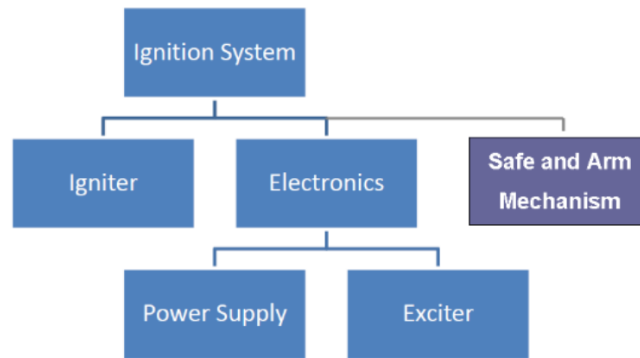 Ignition System
Igniter
Electronics
Safe and Arm
Mechanism
Power Supply
Exciter